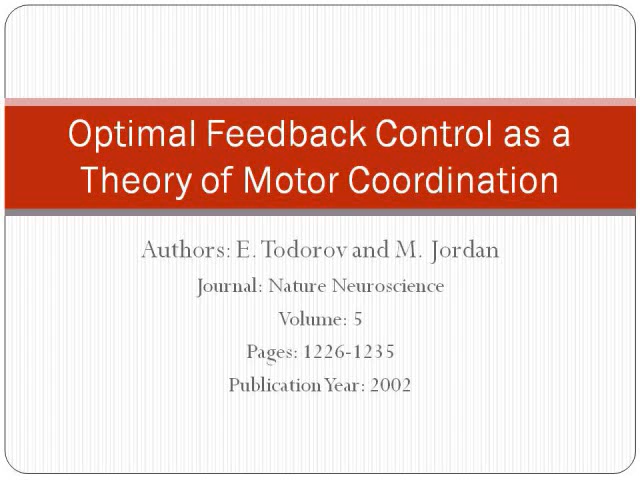 Optimal Feedback Control as a
Theory of Motor Coordination
Authors: E. Todorov and M. Jordan
Journal: Nature Neuroscience
Volume: 5
Pages: 1226-1235
Publication Year: 2002